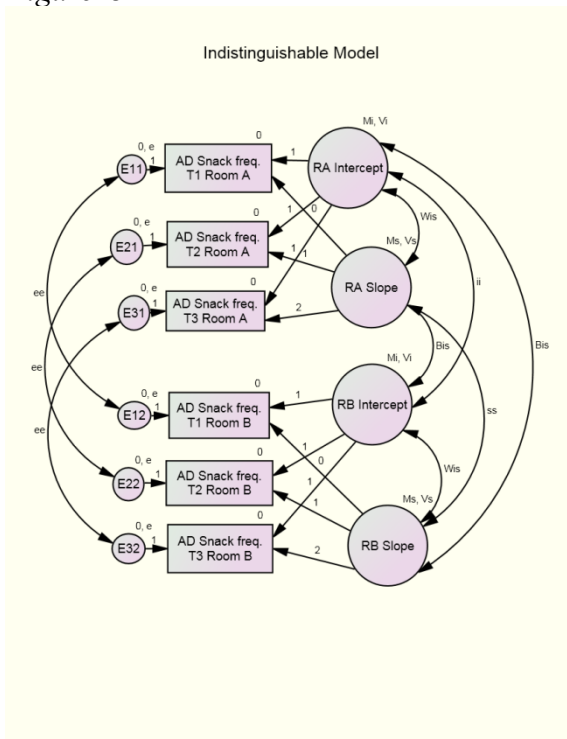 Indistinguishable Model
Mi, Vi
0
0, e
1
E11
AD Snack freq.
T1 Room A
1
RA Intercept
0, e
1
E21
0
AD Snack freq.
T2 Room A
1
0
Wis
Ms, Vs
1
1
RA Slope
ii
0, e
1
E31
0
AD Snack freq.
T3 Room A
2
ee
Bis
Bis
Mi, Vi
ee
ss
0, e
1
E12
0
AD Snack freq.
T1 Room B
1
RB Intercept
ee
0, e
1
E22
0
AD Snack freq.
T2 Room B
1
0
Wis
1
1
Ms, Vs
0, e
1
E32
0
AD Snack freq.
T3 Room B
2
RB Slope